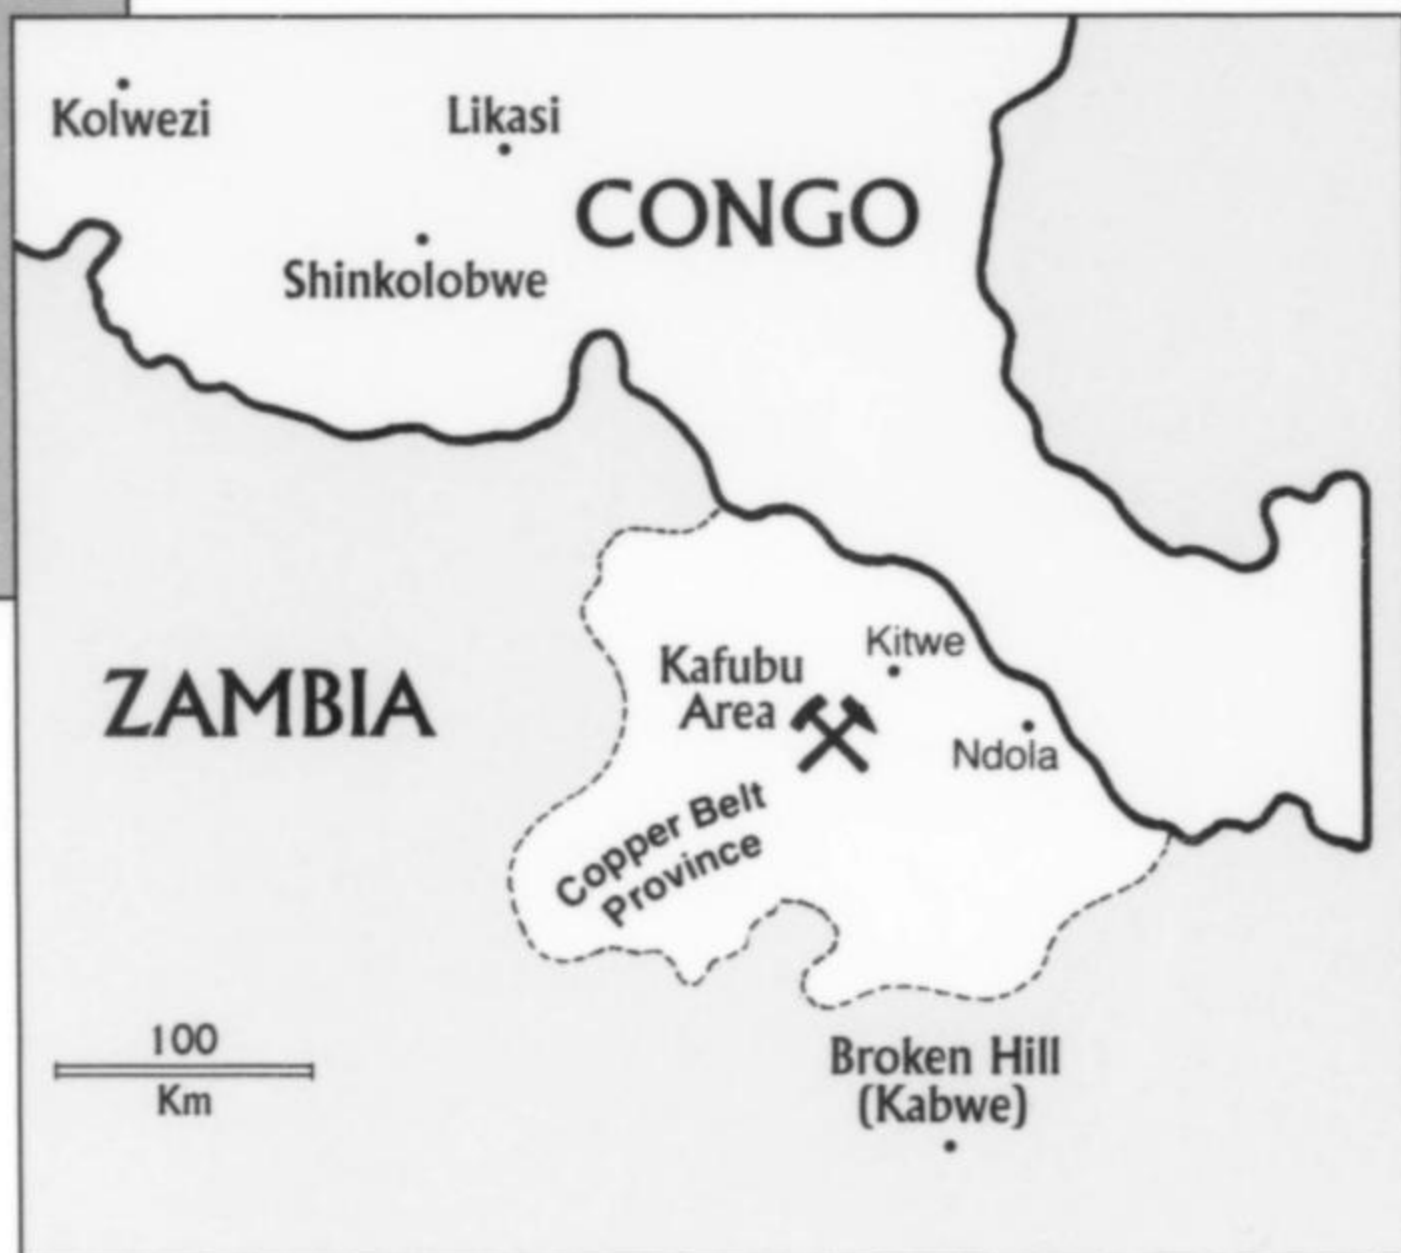 Kolwezi
Likasi
CONGO
Shinkolobwe
ZAMBIA
Kafubu
Area
Kitwe
Ndola
Copper Belt
Province
100
Km
Broken Hill
(Kabwe)